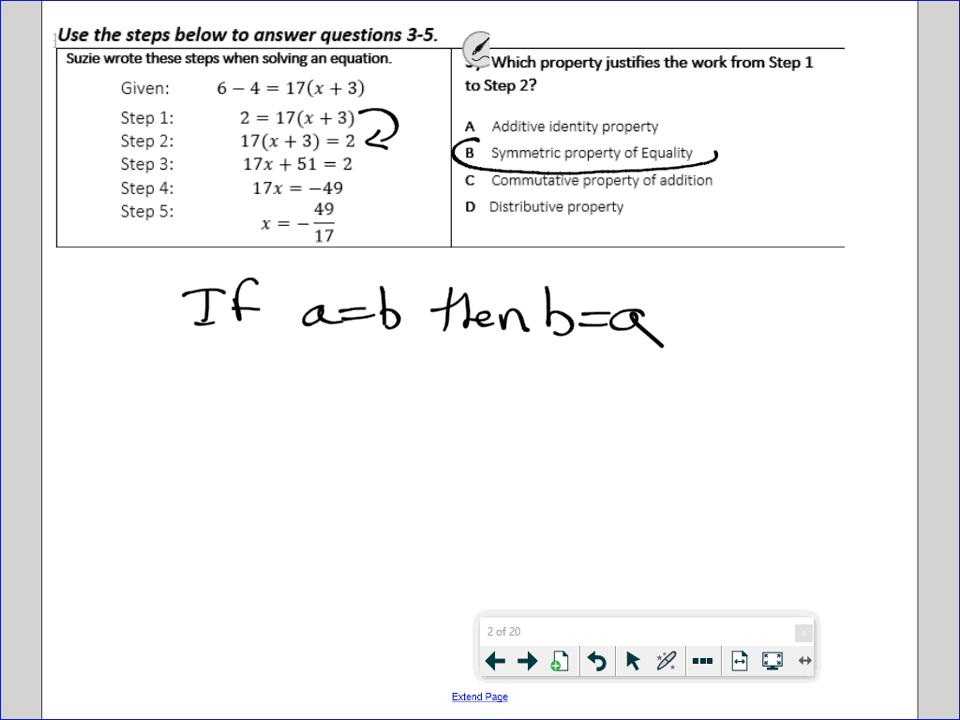 Use the steps below to answer questions 3-5.
Suzie wrote these steps when solving an equation.
Given: 6 − 4 = 17(x + 3)
Step 1: 2 = 17(x + 3)
Step 2: 17(x + 3) = 2
Step 3: 17x + 51 = 2
Step 4: 17x = −49
Step 5: x = − 49/17
Which property justifies the work from Step 1
to Step 2?
A Additive identity property
B Symmetric property of Equality
C Commutative property of addition
D Distributive property
If a=b then b=a
2 of 20
x
Extend Page